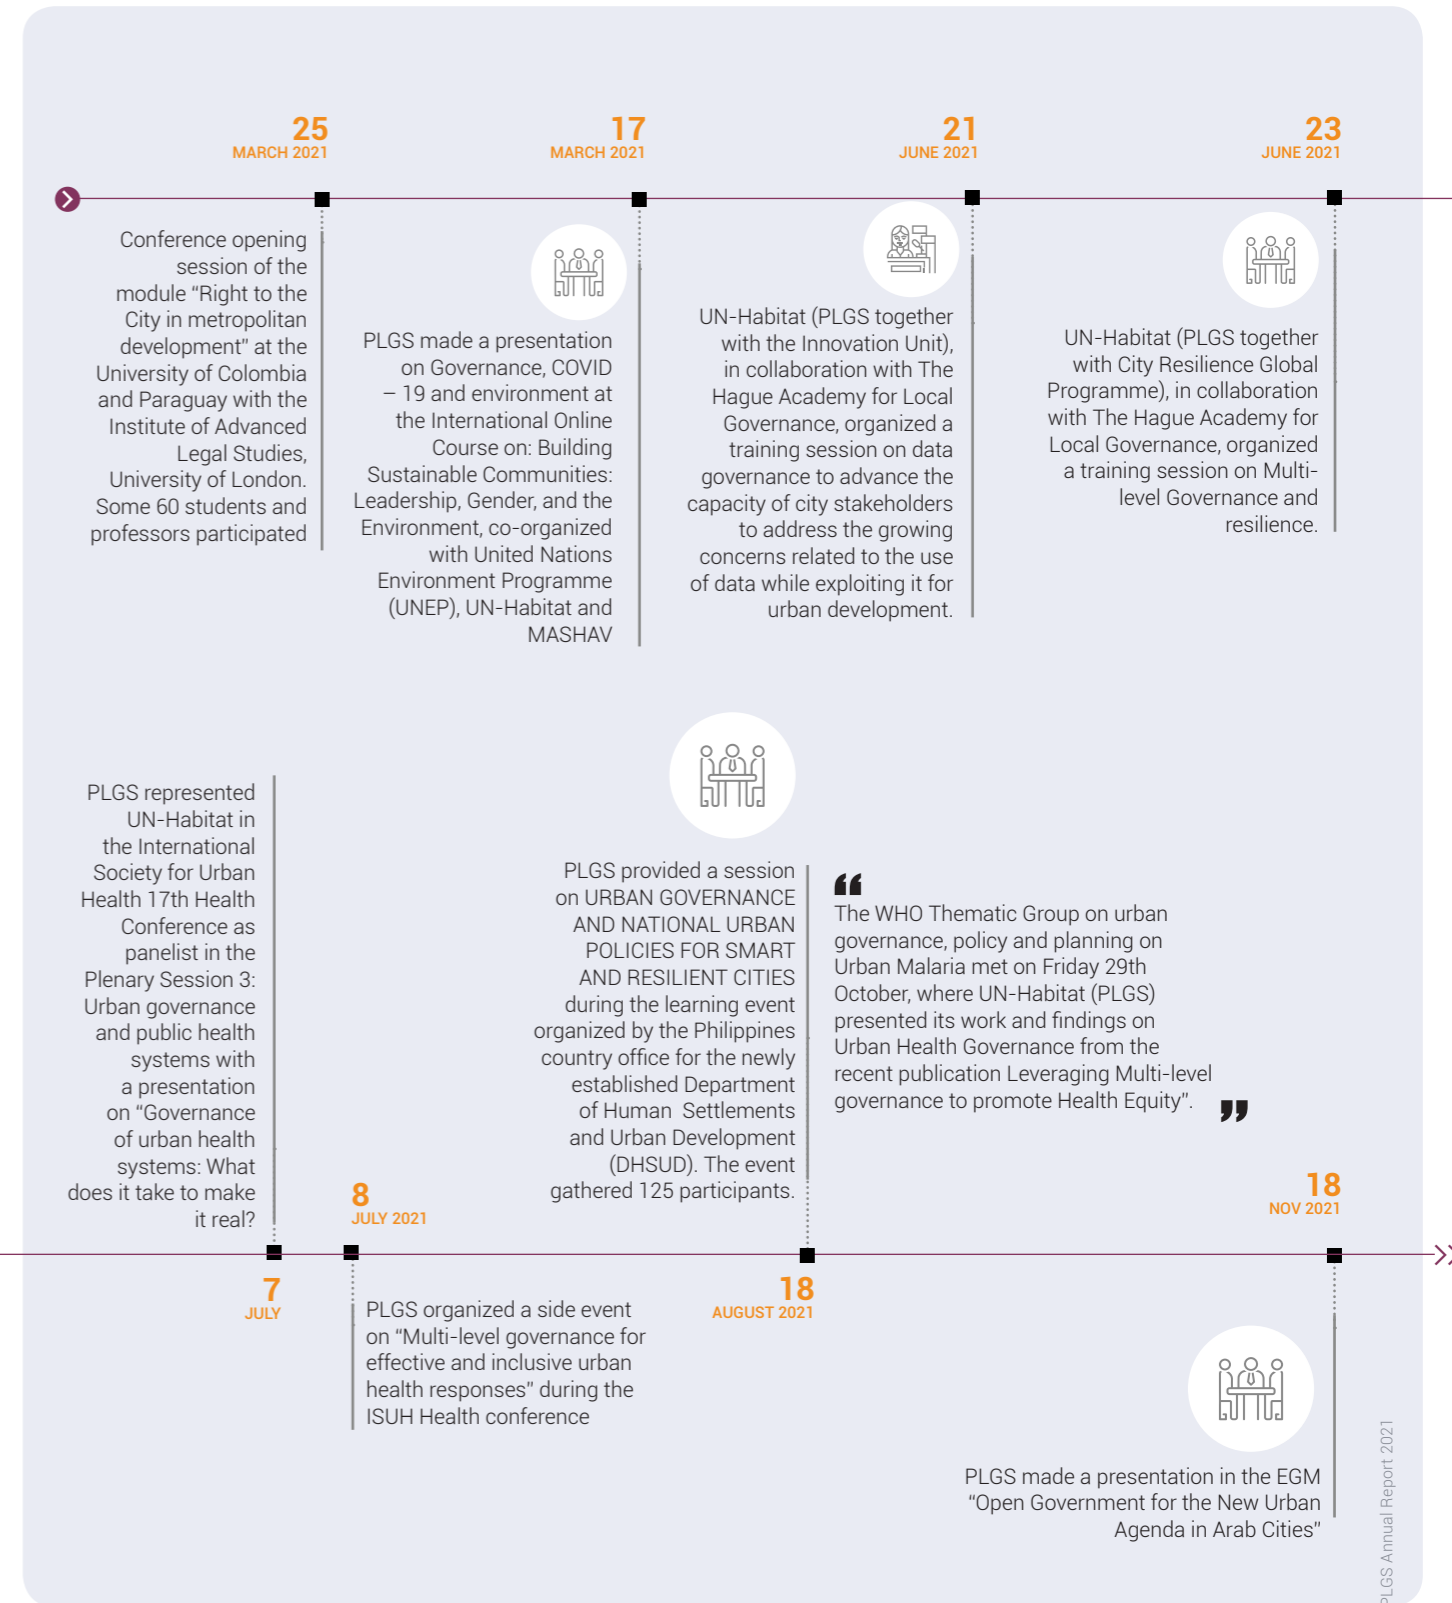 25
MARCH 2021
Conference opening
session of the
module “Right to the
City in metropolitan
development” at the
University of Colombia
and Paraguay with the
Institute of Advanced
Legal Studies,
University of London.
Some 60 students and
professors participated
17
MARCH 2021
PLGS made a presentation
on Governance, COVID
– 19 and environment at
the International Online
Course on: Building
Sustainable Communities:
Leadership, Gender, and the
Environment, co-organized
with United Nations
Environment Programme
(UNEP), UN-Habitat and
MASHAV
21
JUNE 2021
UN-Habitat (PLGS together
with the Innovation Unit),
in collaboration with The
Hague Academy for Local
Governance, organized a
training session on data
governance to advance the
capacity of city stakeholders
to address the growing
concerns related to the use
of data while exploiting it for
urban development.
23
JUNE 2021
UN-Habitat (PLGS together
with City Resilience Global
Programme), in collaboration
with The Hague Academy for
Local Governance, organized
a training session on Multi-
level Governance and
resilience.
PLGS represented
UN-Habitat in
the International
Society for Urban
Health 17th Health
Conference as
panelist in the
Plenary Session 3:
Urban governance
and public health
systems with
a presentation
on “Governance
of urban health
systems: What
does it take to make
it real?
7
JULY
8
JULY 2021
PLGS organized a side event
on “Multi-level governance for
effective and inclusive urban
health responses” during the
ISUH Health conference
PLGS provided a session
on URBAN GOVERNANCE
AND NATIONAL URBAN
POLICIES FOR SMART
AND RESILIENT CITIES
during the learning event
organized by the Philippines
country office for the newly
established Department
of Human Settlements
and Urban Development
(DHSUD). The event
gathered 125 participants.
18
AUGUST 2021
“
The WHO Thematic Group on urban
governance, policy and planning on
Urban Malaria met on Friday 29th
October, where UN-Habitat (PLGS)
presented its work and findings on
Urban Health Governance from the
recent publication Leveraging Multi-level
governance to promote Health Equity”.
”
18
NOV 2021
PLGS made a presentation in the EGM
“Open Government for the New Urban
Agenda in Arab Cities”
PLGS Annual Report 2021